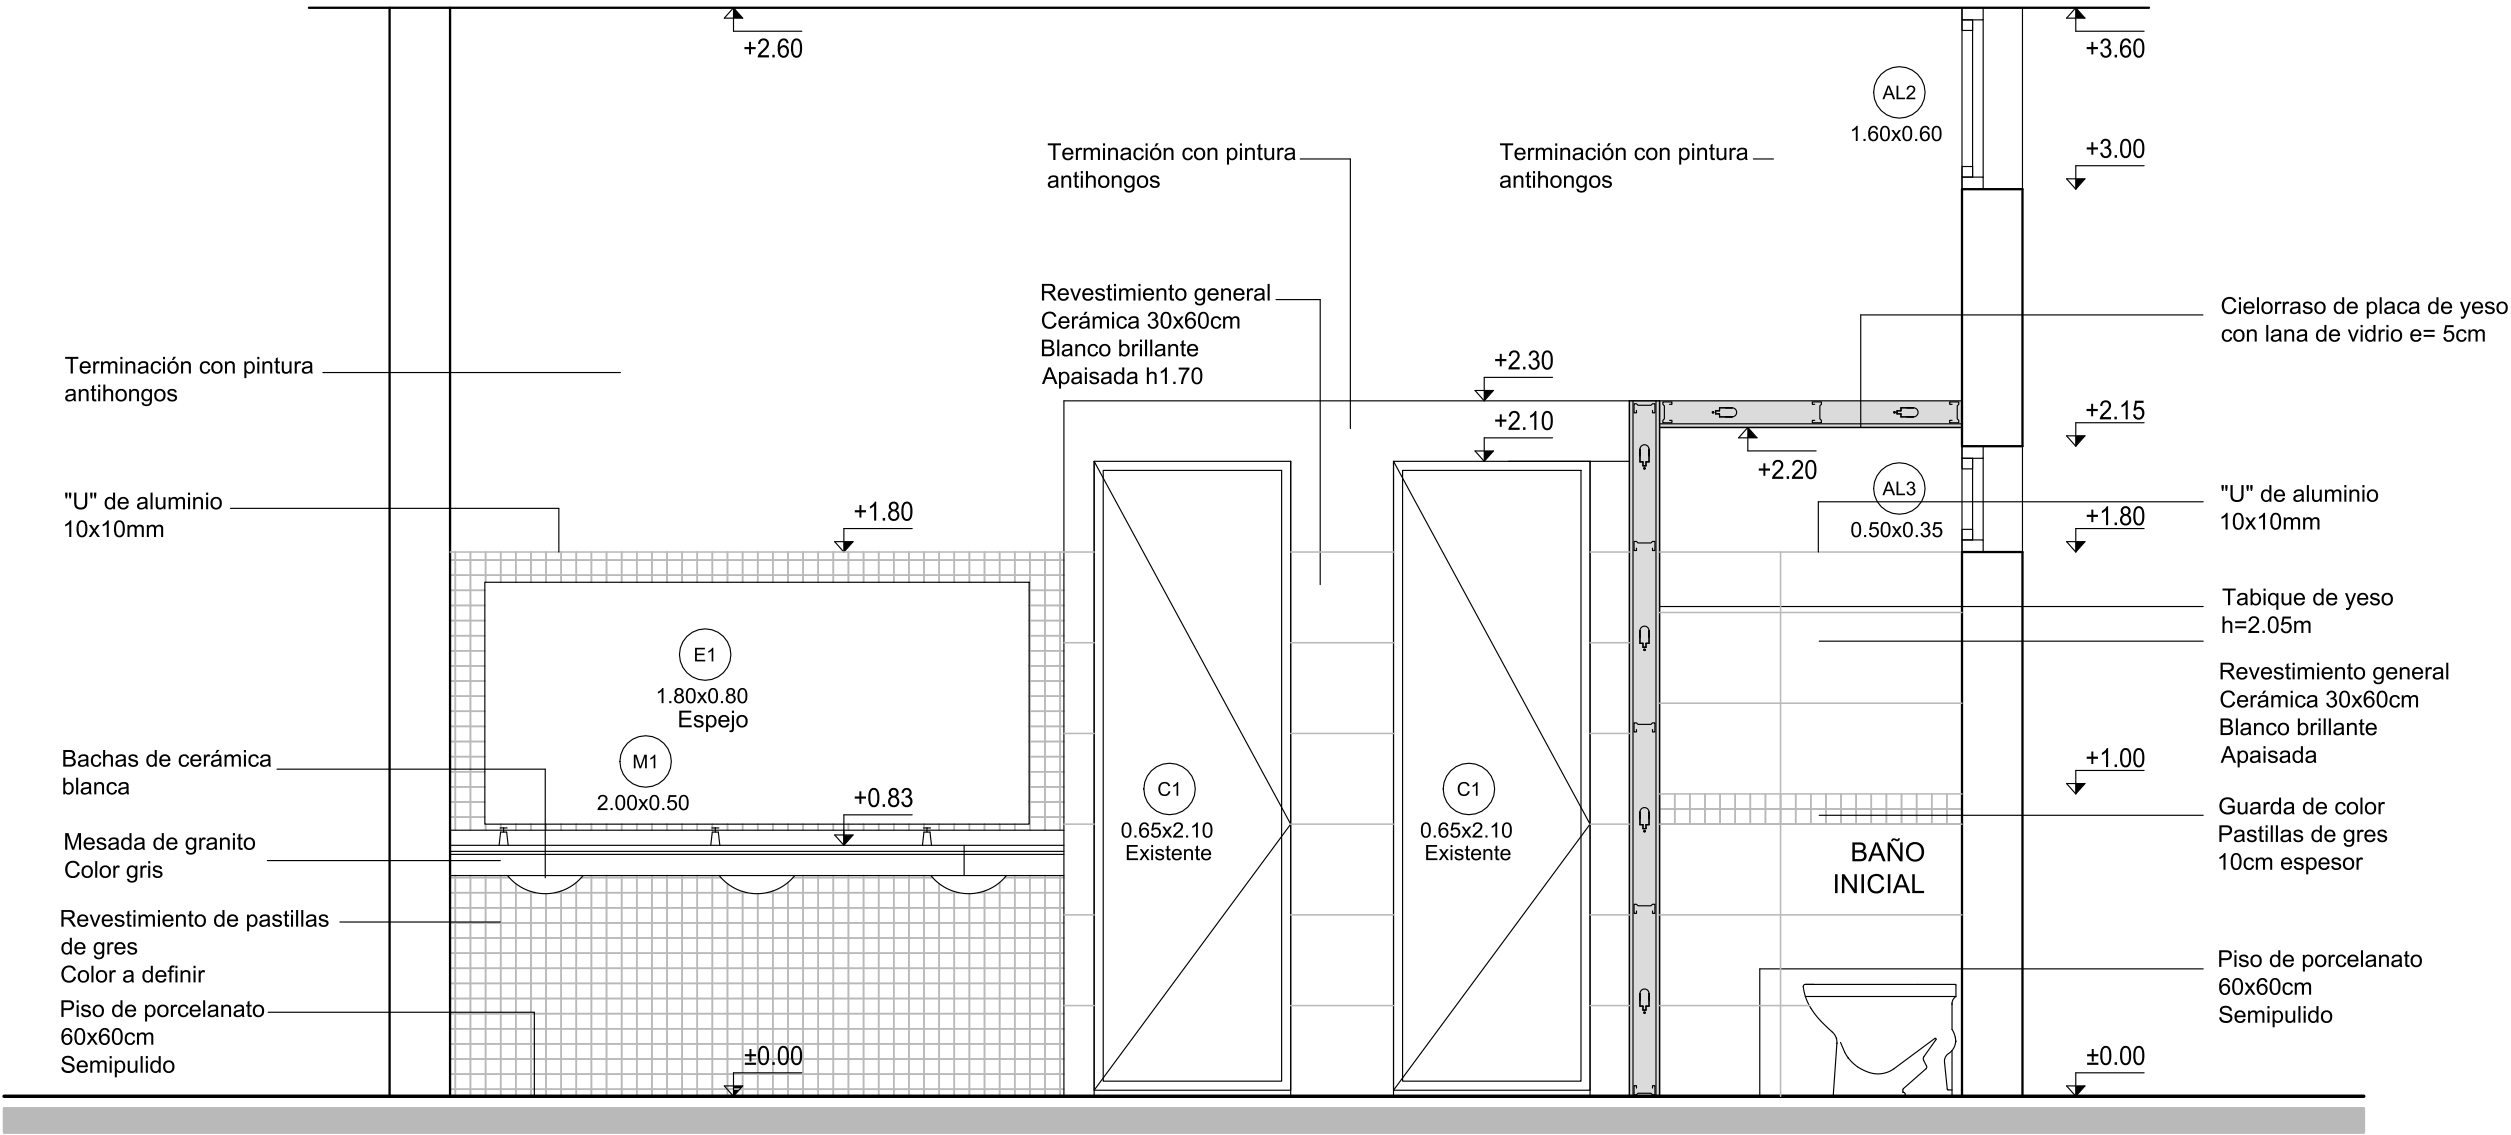 +2.60
+3.60
AL2
1.60x0.60
+3.00
Terminación con pintura
antihongos
Terminación con pintura
antihongos
Revestimiento general
Cerámica 30x60cm
Blanco brillante
Apaisada h1.70
Cielorraso de placa de yeso
con lana de vidrio e= 5cm
Terminación con pintura
antihongos
+2.30
+2.10
+2.15
+2.20
"U" de aluminio
10x10mm
+1.80
AL3
0.50x0.35
+1.80
"U" de aluminio
10x10mm
Tabique de yeso
h=2.05m
E1
1.80x0.80
Espejo
M1
2.00x0.50
+0.83
Revestimiento general
Cerámica 30x60cm
Blanco brillante
Apaisada
Bachas de cerámica
blanca
C1
0.65x2.10
Existente
C1
0.65x2.10
Existente
+1.00
Guarda de color
Pastillas de gres
10cm espesor
Mesada de granito
Color gris
BAÑO
INICIAL
Revestimiento de pastillas
de gres
Color a definir
Piso de porcelanato
60x60cm
Semipulido
±0.00
Piso de porcelanato
60x60cm
Semipulido
±0.00